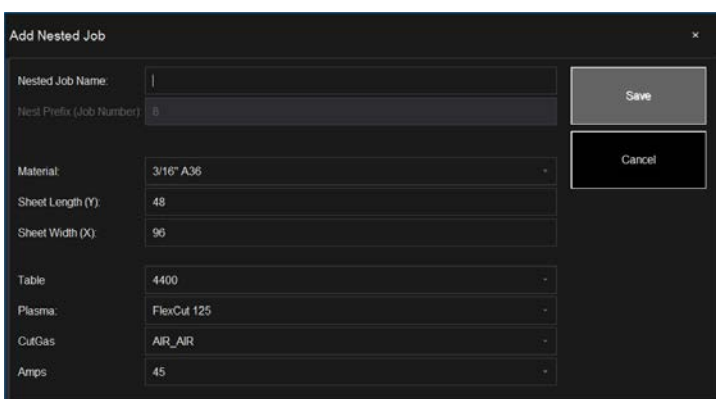 Add Nested Job ×
Nested Job Name:
Save
Nest Prefix (Job Number): 8
Cancel
Material: 3/16" A36
Sheet Length (Y): 48
Sheet Width (X): 96
Table 4400
Plasma: FlexCut 125
CutGas AIR_AIR
Amps 45